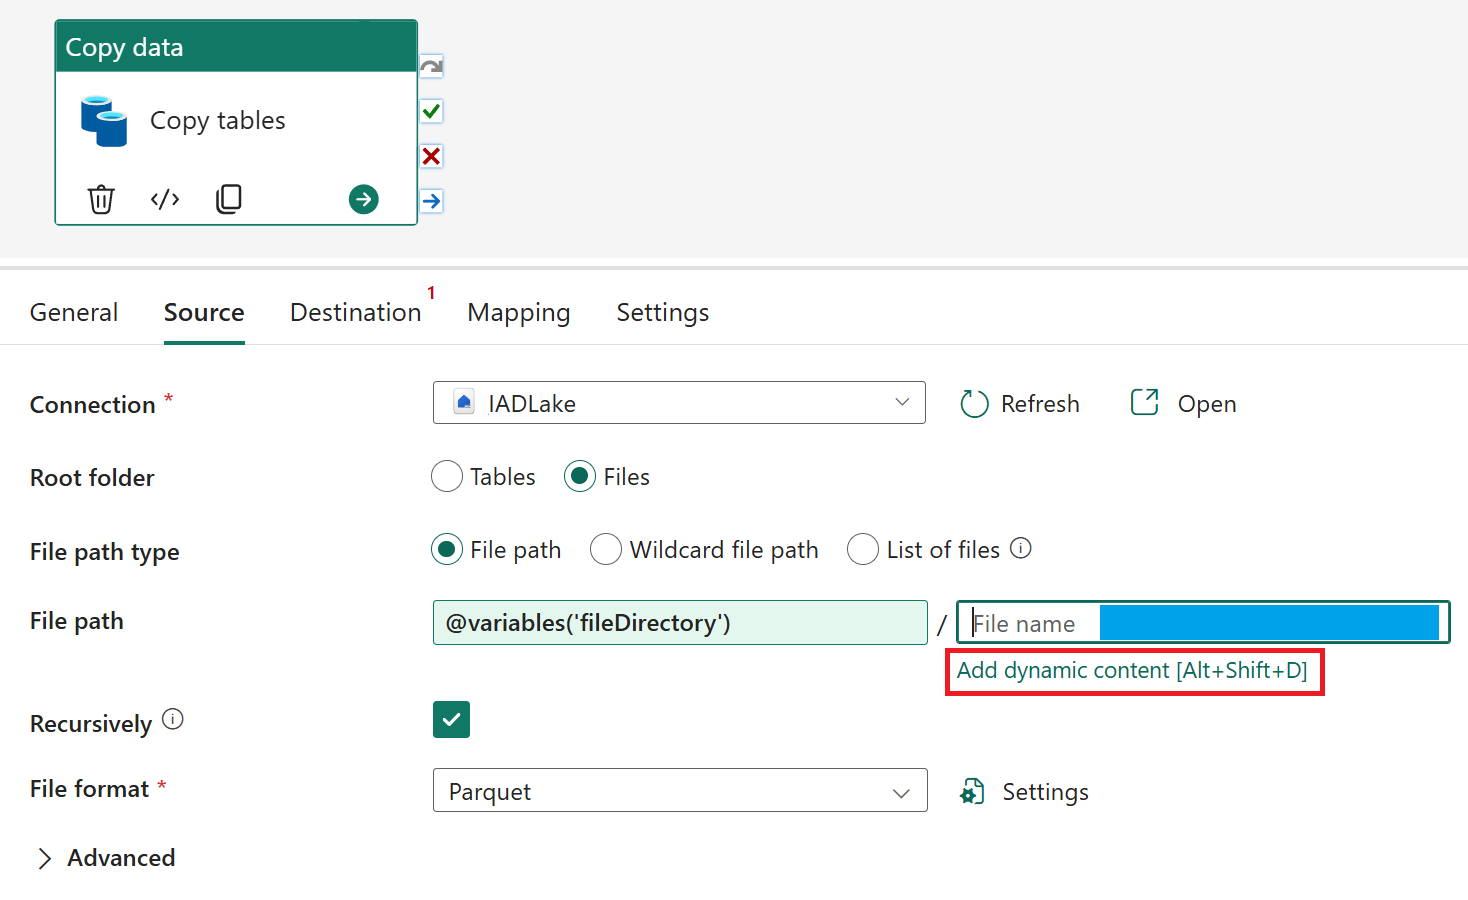 Copy data
Copy tables
General Source Destination 1 Mapping Settings
Connection * IADLake Refresh Open
Root folder Tables Files
File path type File path Wildcard file path List of files
File path @variables('fileDirectory') / File name
Add dynamic content [Alt+Shift+D]
Recursively
File format * Parquet Settings
Advanced